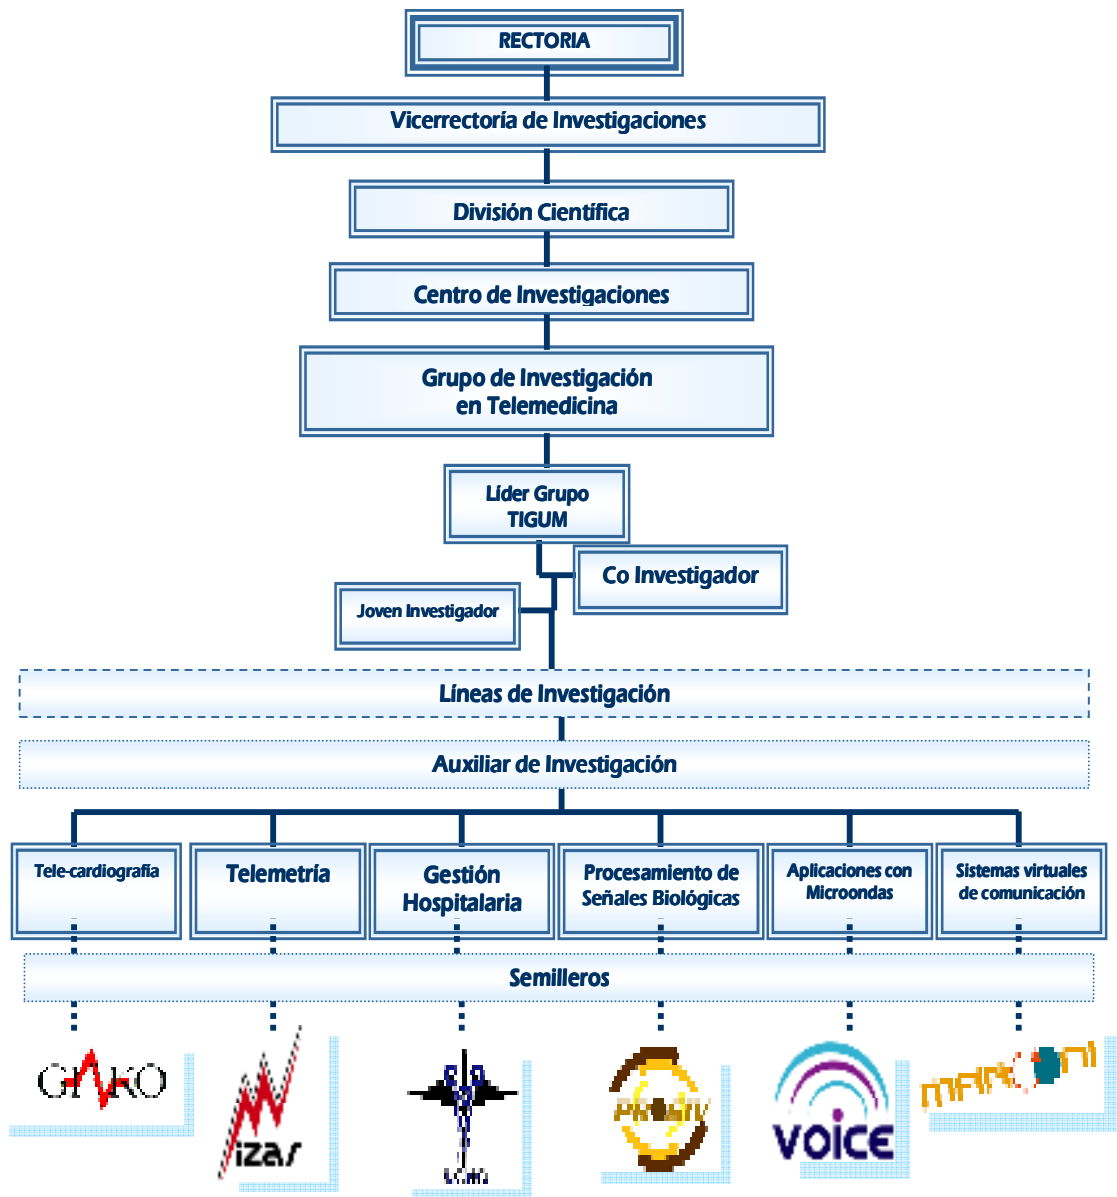 RECTORIA
Vicerrectoría de Investigaciones
División Científica
Centro de Investigaciones
Grupo de Investigación
en Telemedicina
Líder Grupo
TIGUM
Co Investigador
Joven Investigador
Líneas de Investigación
Auxiliar de Investigación
Tele-cardiografía
Telemetría
Gestión
Hospitalaria
Procesamiento de
Señales Biológicas
Aplicaciones con
Microondas
Sistemas virtuales
de comunicación
Semilleros
izar
VOICE